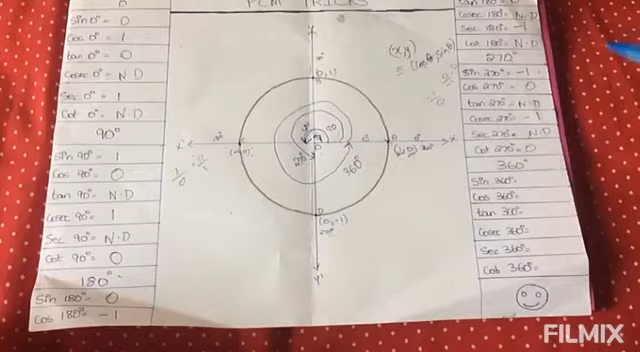 PCM TRICKS
0
Sin 0° = 0
Cos 0° = 1
tan 0° = 0
Cosec 0° = N.D
Sec 0° = 1
Cot 0° = N.D
90°
Sin 90° = 1
Cos 90° = 0
tan 90° = N.D
Cosec 90° = 1
Sec 90° = N.D
Cot 90° = 0
180°
Sin 180° = 0
Cos 180° = -1
(x,y)
= (cosθ, sinθ)
(0,1)
X'
X
(0,-1)
270°
Y'
360°
1/0
tan 180° = 0
Cosec 180° = N.D
Sec 180° = -1
Cot 180° = N.D
270°
Sin 270° = -1
Cos 270° = 0
tan 270° = N.D
Cosec 270° = -1
Sec 270° = N.D
Cot 270° = 0
360°
Sin 360° =
Cos 360° =
tan 360° =
Cosec 360° =
Sec 360° =
Cot 360° =
FILMIX